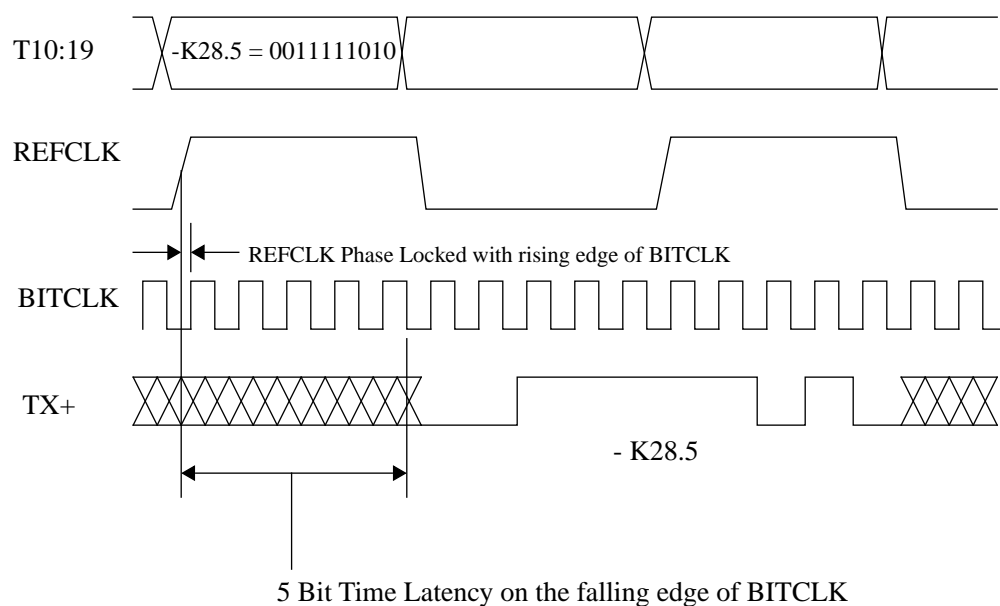 T10:19
-K28.5 = 0011111010
REFCLK
REFCLK Phase Locked with rising edge of BITCLK
BITCLK
TX+
- K28.5
5 Bit Time Latency on the falling edge of BITCLK